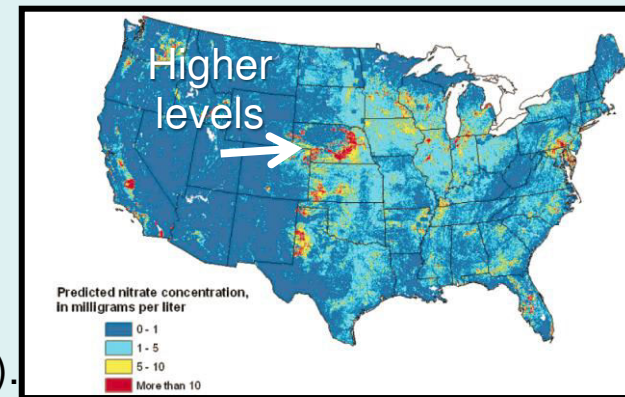 Higher
levels
Predicted nitrate concentration,
in milligrams per liter
0 - 1
1 - 5
5 - 10
More than 10
).